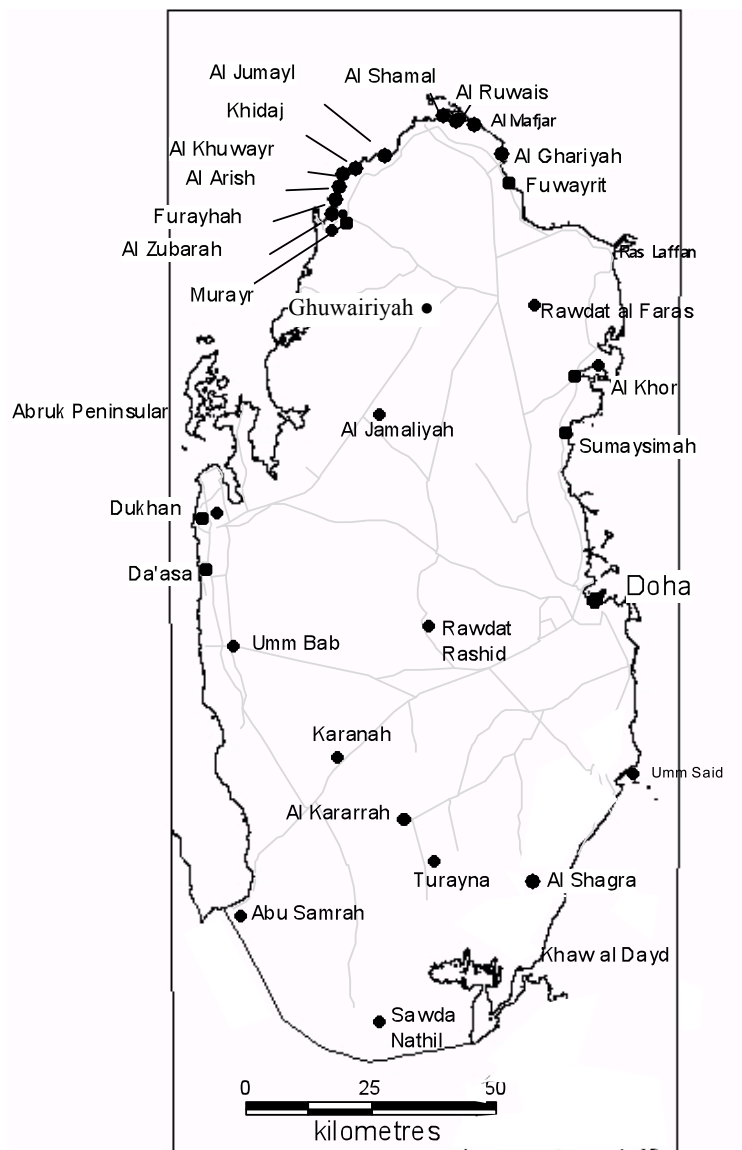 Al Jumayl
Al Shamal
Al Ruwais
Khidaj
Al Mafjar
Al Khuwayr
Al Ghariyah
Al Arish
Fuwayrit
Furayhah
Al Zubarah
Ras Laffan
Murayr
Ghuwairiyah
Rawdat al Faras
Al Khor
Abruk Peninsular
Al Jamaliyah
Sumaysimah
Dukhan
Da'asa
Doha
Umm Bab
Rawdat
Rashid
Karanah
Umm Said
Al Kararrah
Turayna
Al Shagra
Abu Samrah
Khaw al Dayd
Sawda
Nathil
0 25 50
kilometres